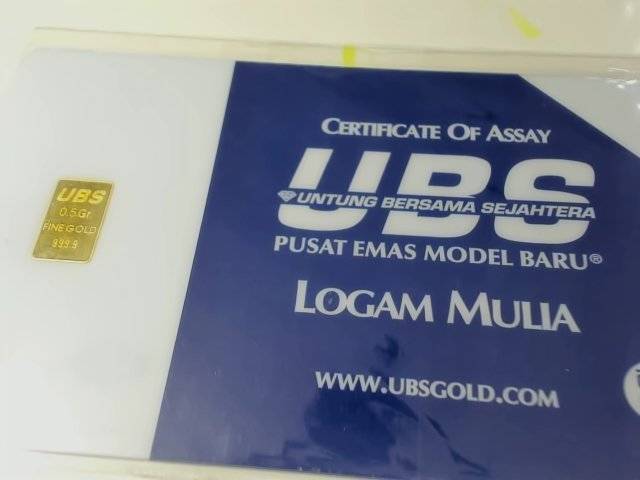 UBS
0.5Gr
FINE GOLD
999.9
CERTIFICATE OF ASSAY
UBS
UNTUNG BERSAMA SEJAHTERA
PUSAT EMAS MODEL BARU®
LOGAM MULIA
WWW.UBSGOLD.COM